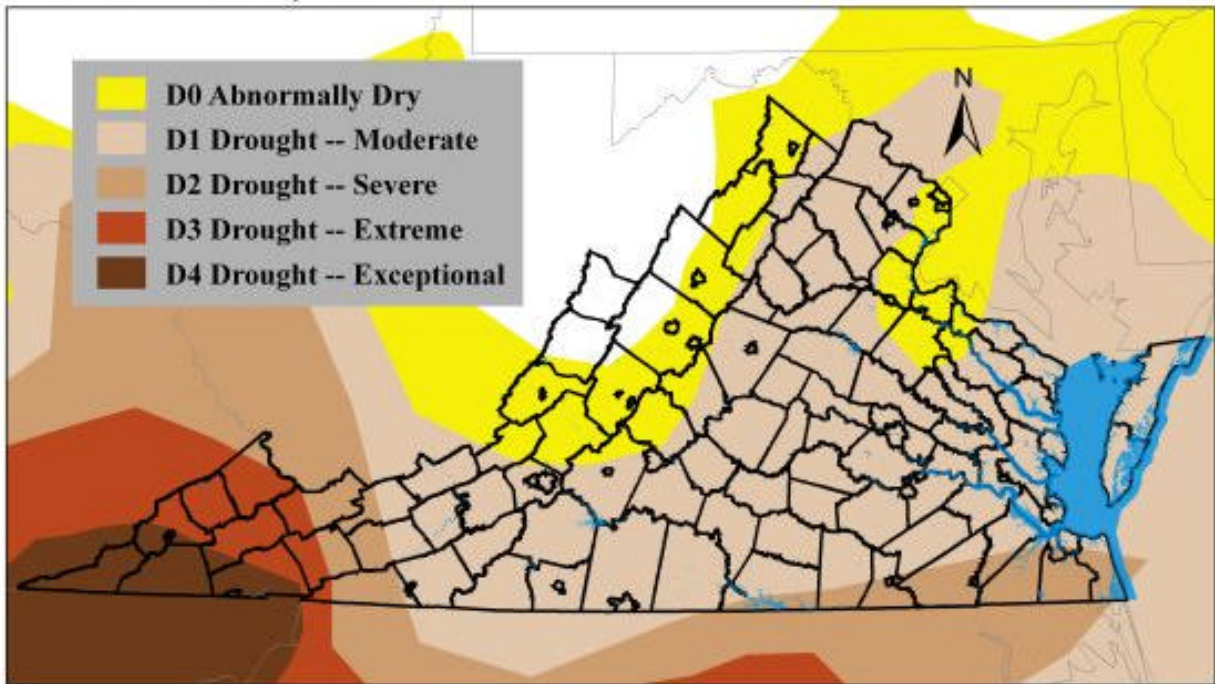 N
D0 Abnormally Dry
D1 Drought -- Moderate
D2 Drought -- Severe
D3 Drought -- Extreme
D4 Drought -- Exceptional